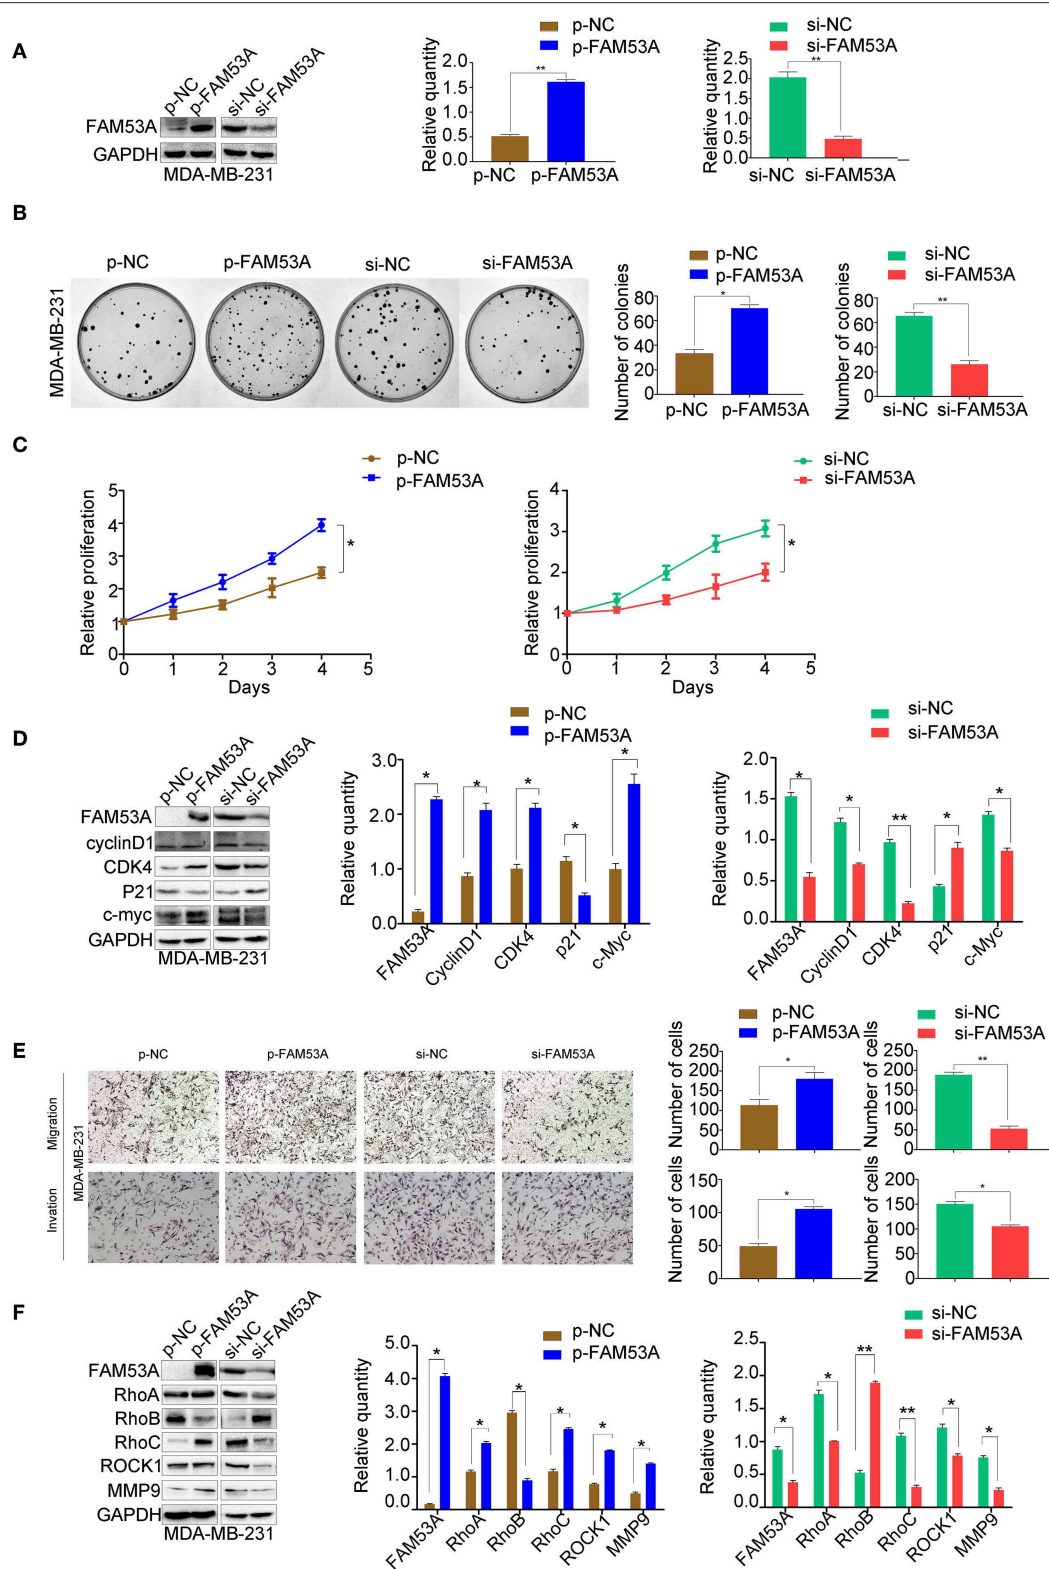 A
p-NC
p-FAM53A
si-NC
si-FAM53A
FAM53A
GAPDH
MDA-MB-231
p-NC
p-FAM53A
Relative quantity
2.0
1.5
1.0
0.5
0.0
**
p-NC p-FAM53A
si-NC
si-FAM53A
Relative quantity
2.5
2.0
1.5
1.0
0.5
0.0
**
si-NC si-FAM53A
B
p-NC p-FAM53A si-NC si-FAM53A
MDA-MB-231
p-NC
p-FAM53A
Number of colonies
80
60
40
20
0
*
p-NC p-FAM53A
si-NC
si-FAM53A
Number of colonies
80
60
40
20
0
**
si-NC si-FAM53A
C
p-NC
p-FAM53A
Relative proliferation
5
4
3
2
1
*
0 1 2 3 4 5
Days
si-NC
si-FAM53A
Relative proliferation
4
3
2
1
0
*
0 1 2 3 4 5
Days
D
p-NC
p-FAM53A
si-NC
si-FAM53A
FAM53A
cyclinD1
CDK4
P21
c-myc
GAPDH
MDA-MB-231
p-NC
p-FAM53A
Relative quantity
3.0
2.0
1.0
0.0
* * * * *
FAM53A CyclinD1 CDK4 p21 c-Myc
si-NC
si-FAM53A
Relative quantity
2.0
1.5
1.0
0.5
0.0
* * ** * *
FAM53A CyclinD1 CDK4 p21 c-Myc
E
p-NC p-FAM53A si-NC si-FAM53A
Migration
Invation
MDA-MB-231
p-NC
p-FAM53A
Number of cells
250
200
150
100
50
0
*
si-NC
si-FAM53A
Number of cells
250
200
150
100
50
0
**
Number of cells
150
100
50
0
*
Number of cells
200
150
100
50
0
*
F
p-NC
p-FAM53A
si-NC
si-FAM53A
FAM53A
RhoA
RhoB
RhoC
ROCK1
MMP9
GAPDH
MDA-MB-231
p-NC
p-FAM53A
Relative quantity
5.0
4.0
3.0
2.0
1.0
0.0
* * * * * *
FAM53A RhoA RhoB RhoC ROCK1 MMP9
si-NC
si-FAM53A
Relative quantity
2.5
2.0
1.5
1.0
0.5
0.0
* * ** ** * *
FAM53A RhoA RhoB RhoC ROCK1 MMP9